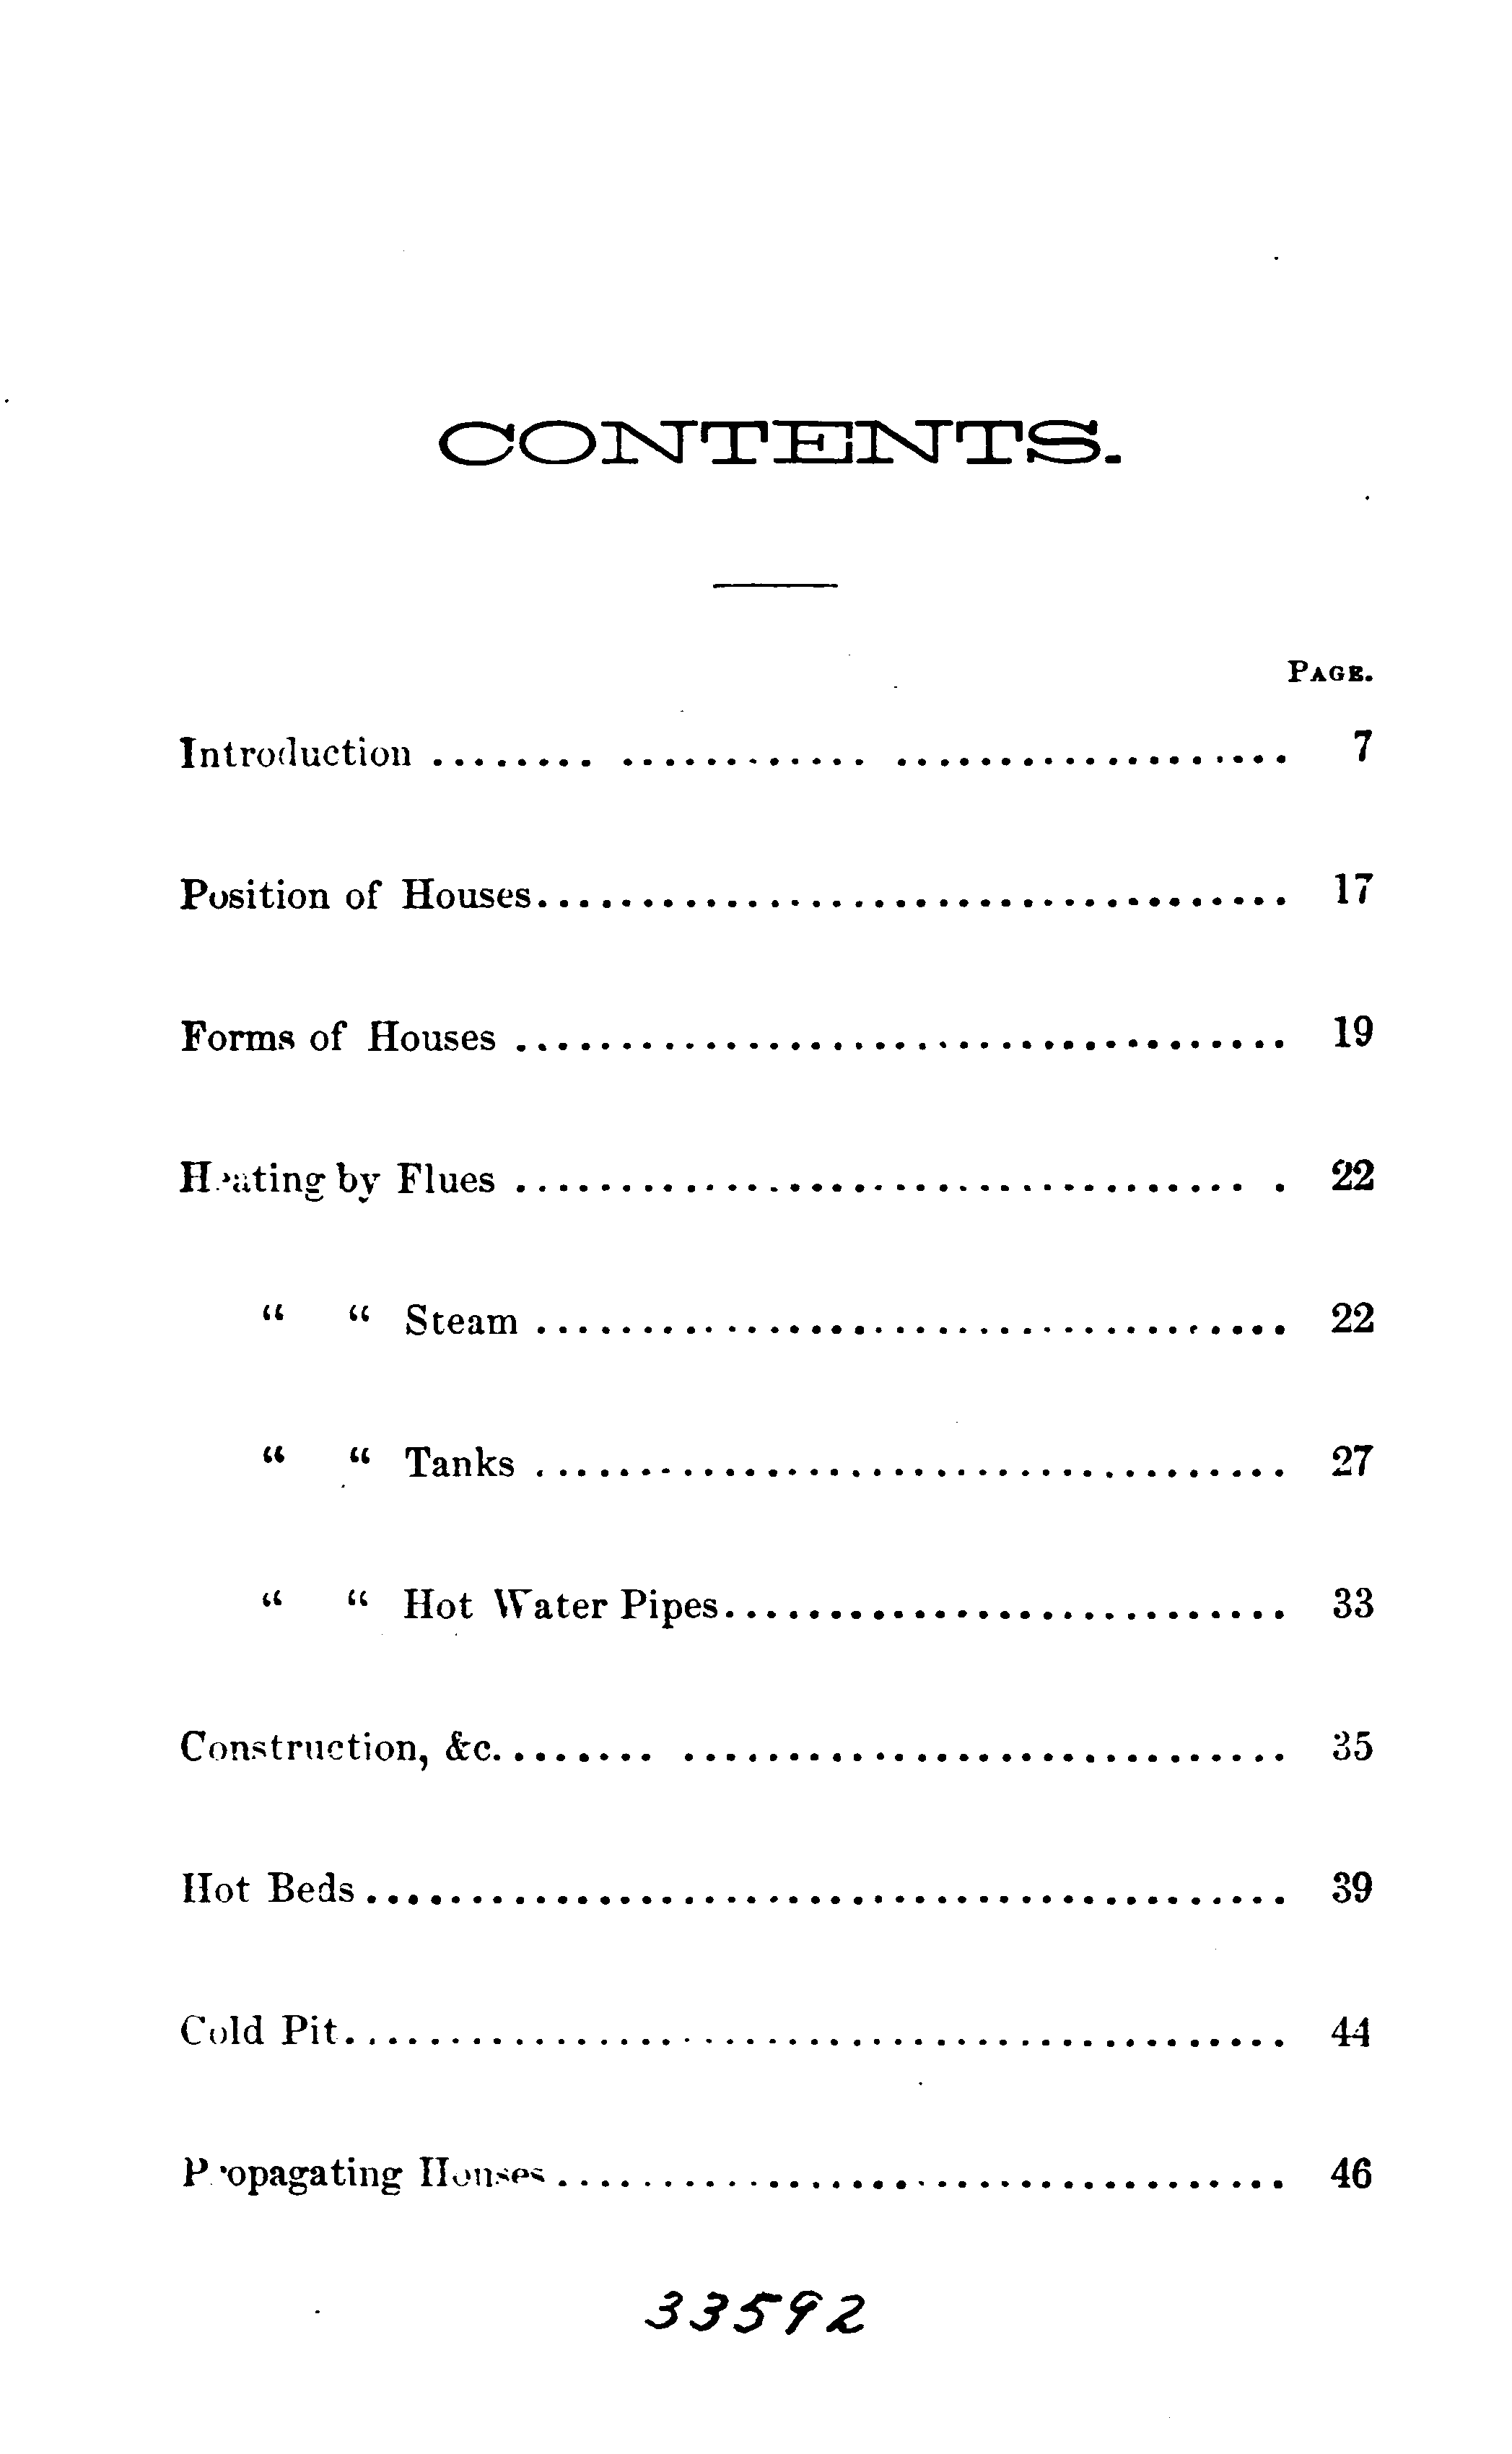 CONTENTS.
PAGE.
Introduction ........ ............ ................... 7
Position of Houses.................................... 17
Forms of Houses ..................................... 19
Heating by Flues ................................... . 22
“ “ Steam .................................... 22
“ “ Tanks .................................... 27
“ “ Hot Water Pipes........................... 33
Construction, &c........ ............................. 35
Hot Beds ............................................ 39
Cold Pit............................................. 44
Propagating Houses ................................... 46
33592